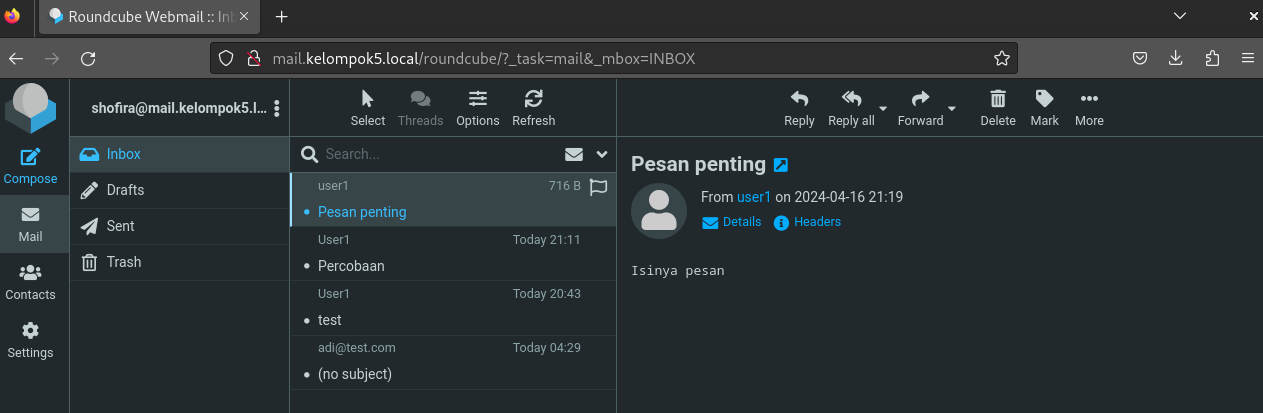 Roundcube Webmail :: Inb
mail.kelompok5.local/roundcube/?_task=mail&_mbox=INBOX
Compose
Mail
Contacts
Settings
shofira@mail.kelompok5.l...
Inbox
Drafts
Sent
Trash
Select Threads Options Refresh
Search...
user1 716 B
Pesan penting
User1 Today 21:11
Percobaan
User1 Today 20:43
test
adi@test.com Today 04:29
(no subject)
Reply Reply all Forward Delete Mark More
Pesan penting
From user1 on 2024-04-16 21:19
Details Headers
Isinya pesan